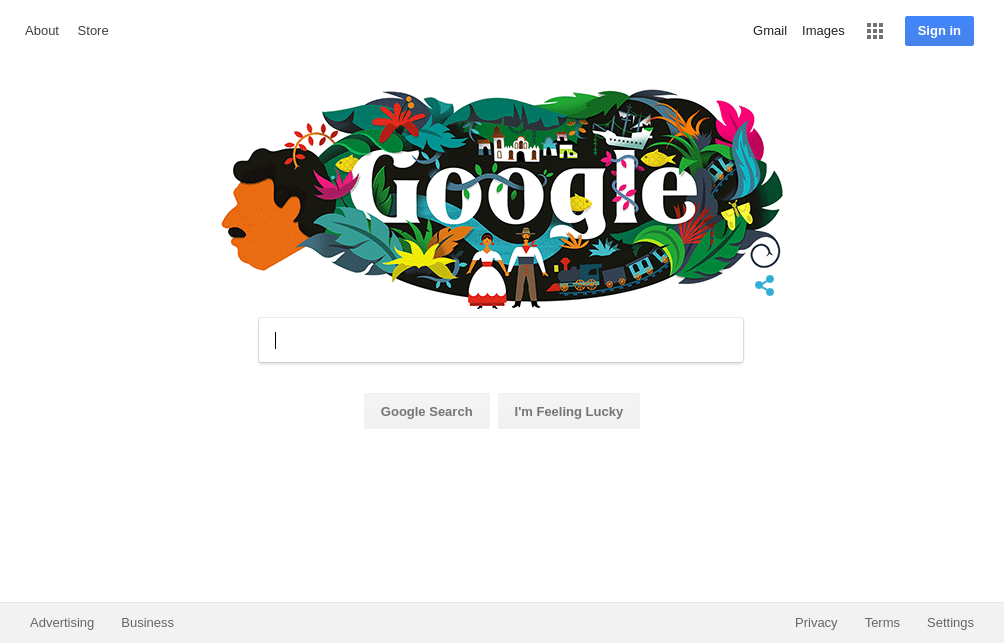 About Store Gmail Images Sign in
Google
Google Search I'm Feeling Lucky
Advertising Business Privacy Terms Settings